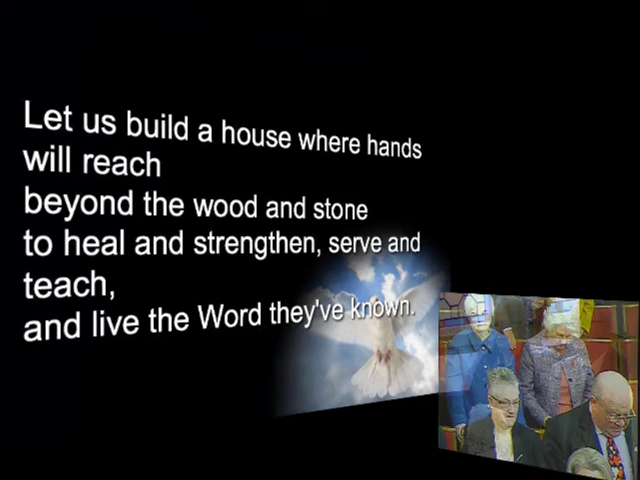 Let us build a house where hands
will reach
beyond the wood and stone
to heal and strengthen, serve and
teach,
and live the Word they've known.